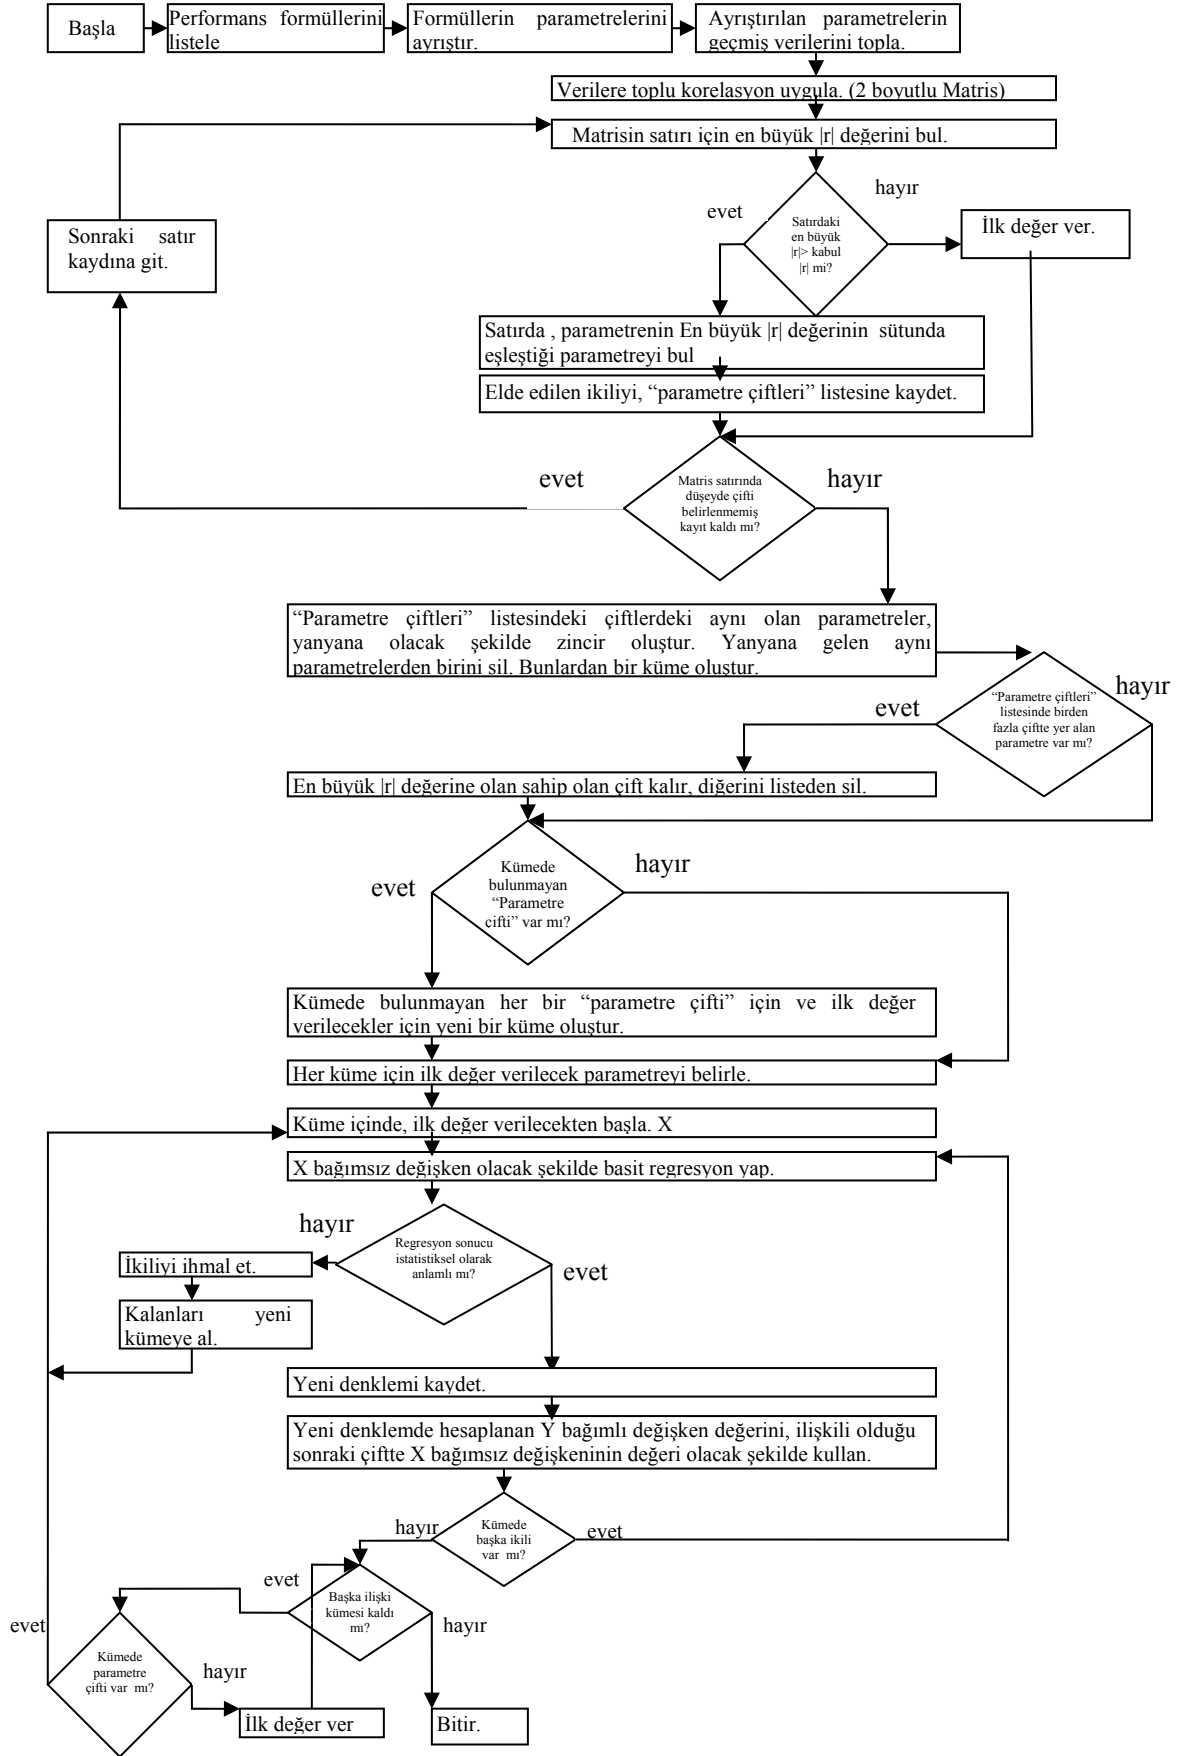 Başla
Performans formüllerini
listele
Formüllerin parametrelerini
ayrıştır.
Ayrıştırılan parametrelerin
geçmiş verilerini topla.
Verilere toplu korelasyon uygula. (2 boyutlu Matris)
Matrisin satırı için en büyük |r| değerini bul.
hayır
evet
Satırdaki
en büyük
|r|> kabul
|r| mi?
İlk değer ver.
Sonraki satır
kaydına git.
Satırda , parametrenin En büyük |r| değerinin sütunda
eşleştiği parametreyi bul
Elde edilen ikiliyi, “parametre çiftleri” listesine kaydet.
evet
hayır
Matris satırında
düşeyde çifti
belirlenmemiş
kayıt kaldı mı?
“Parametre çiftleri” listesindeki çiftlerdeki aynı olan parametreler,
yanyana olacak şekilde zincir oluştur. Yanyana gelen aynı
parametrelerden birini sil. Bunlardan bir küme oluştur.
hayır
evet
“Parametre çiftleri”
listesinde birden
fazla çiftte yer alan
parametre var mı?
En büyük |r| değerine olan sahip olan çift kalır, diğerini listeden sil.
hayır
evet
Kümede
bulunmayan
“Parametre
çifti” var mı?
Kümede bulunmayan her bir “parametre çifti” için ve ilk değer
verilecekler için yeni bir küme oluştur.
Her küme için ilk değer verilecek parametreyi belirle.
Küme içinde, ilk değer verilecekten başla. X
X bağımsız değişken olacak şekilde basit regresyon yap.
hayır
Regresyon sonucu
istatistiksel olarak
anlamlı mı?
evet
İkiliyi ihmal et.
Kalanları yeni
kümeye al.
Yeni denklemi kaydet.
Yeni denklemde hesaplanan Y bağımlı değişken değerini, ilişkili olduğu
sonraki çiftte X bağımsız değişkeninin değeri olacak şekilde kullan.
hayır
Kümede
başka ikili
var mı?
evet
evet
Başka ilişki
kümesi kaldı
mı?
hayır
evet
Kümede
parametre
çifti var mı?
hayır
İlk değer ver
Bitir.